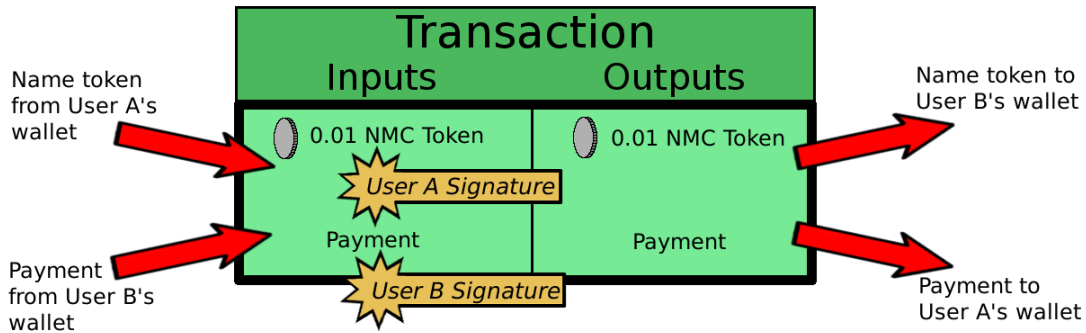 Transaction
Inputs
Outputs
Name token
from User A's
wallet
0.01 NMC Token
User A Signature
Payment
User B Signature
Payment
from User B's
wallet
0.01 NMC Token
Payment
Name token to
User B's wallet
Payment to
User A's wallet